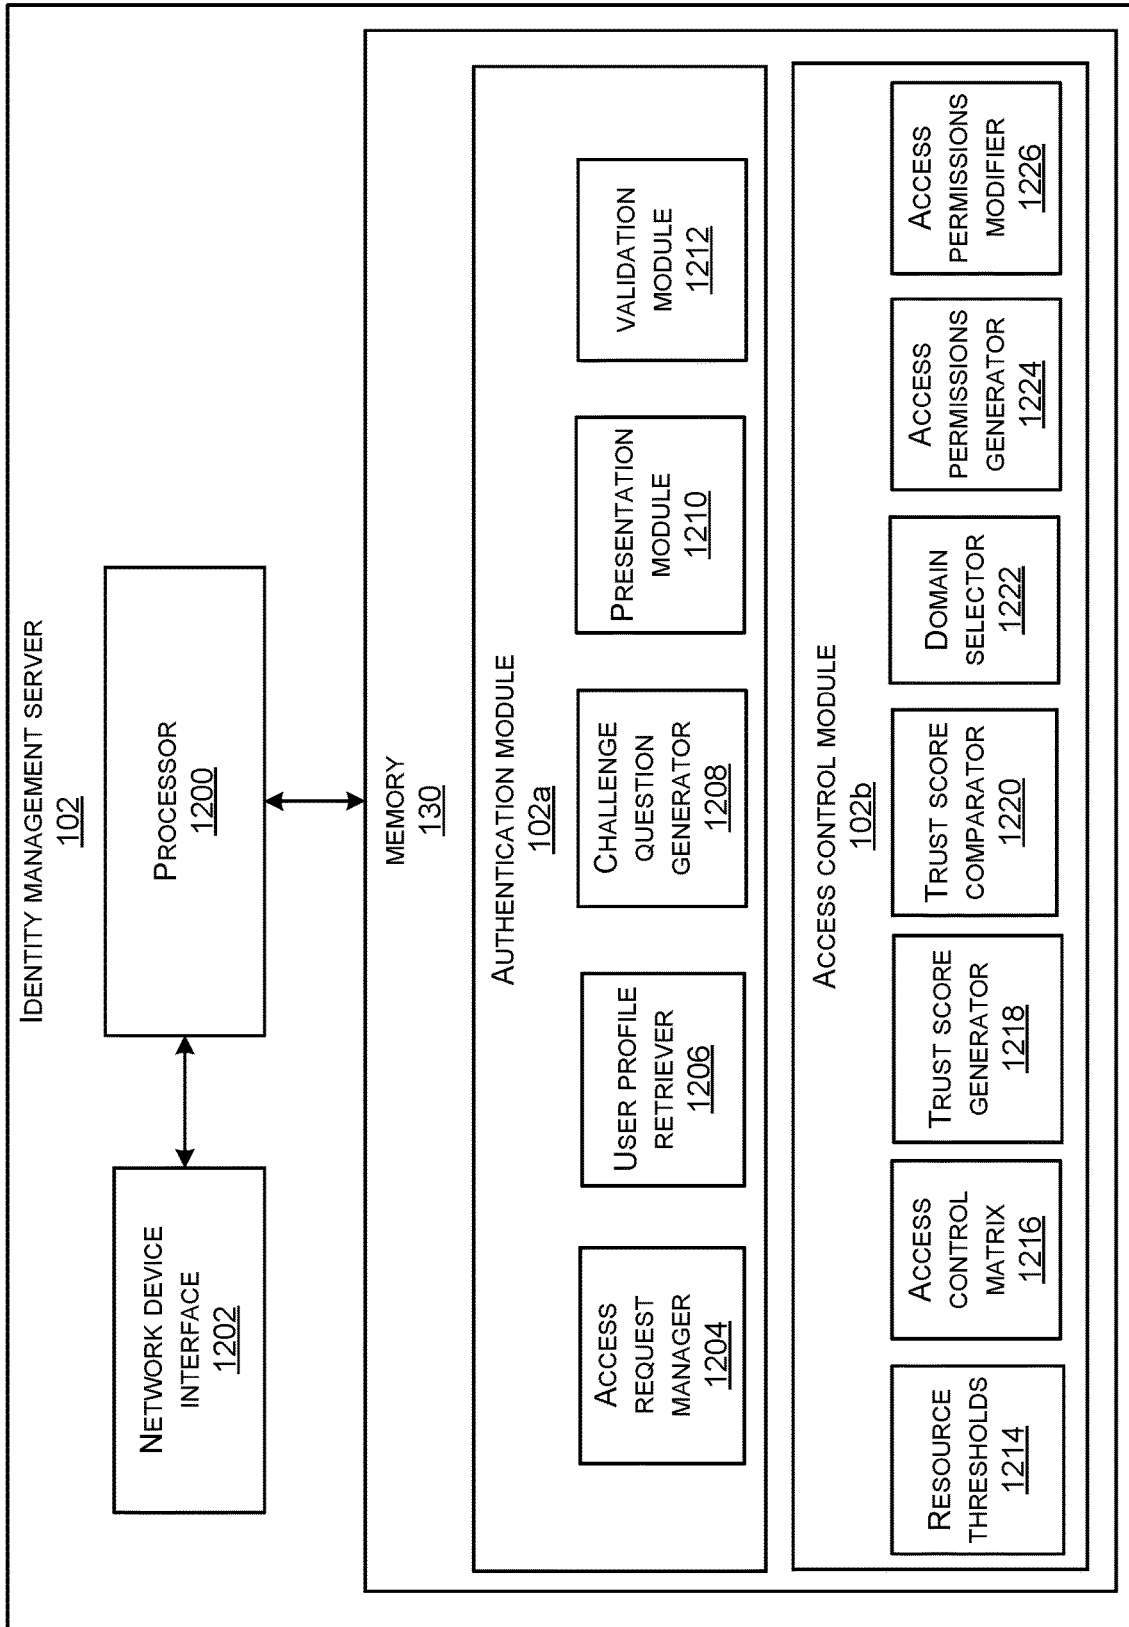 IDENTITY MANAGEMENT SERVER
102
NETWORK DEVICE
INTERFACE
1202
PROCESSOR
1200
MEMORY
130
AUTHENTICATION MODULE
102a
ACCESS
REQUEST
MANAGER
1204
USER PROFILE
RETRIEVER
1206
CHALLENGE
QUESTION
GENERATOR
1208
PRESENTATION
MODULE
1210
VALIDATION
MODULE
1212
ACCESS CONTROL MODULE
102b
RESOURCE
THRESHOLDS
1214
ACCESS
CONTROL
MATRIX
1216
TRUST SCORE
GENERATOR
1218
TRUST SCORE
COMPARATOR
1220
DOMAIN
SELECTOR
1222
ACCESS
PERMISSIONS
GENERATOR
1224
ACCESS
PERMISSIONS
MODIFIER
1226